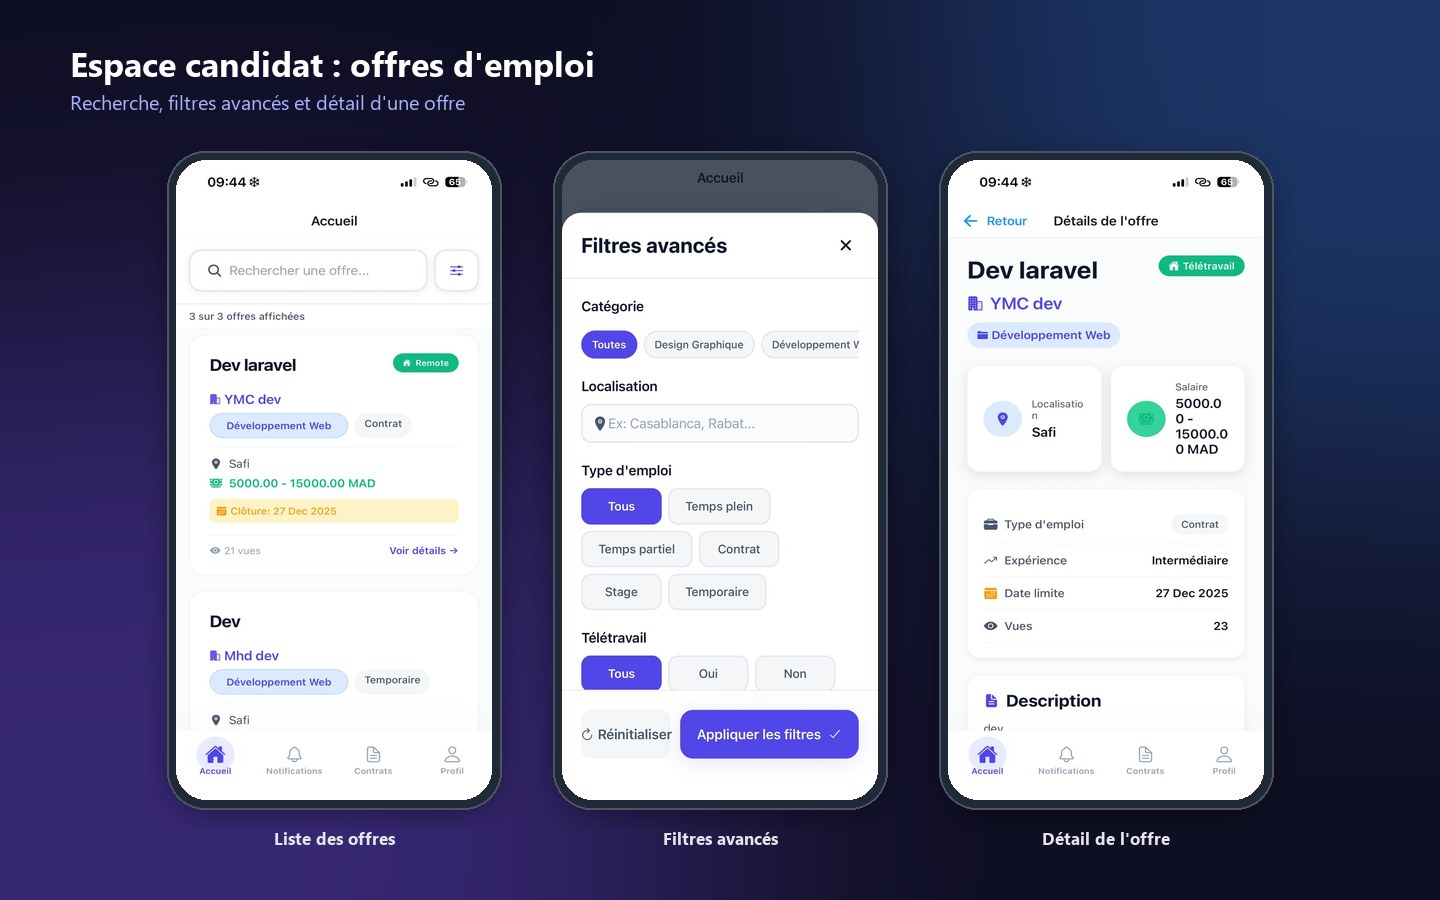 Espace candidat : offres d'emploi
Recherche, filtres avancés et détail d'une offre
09:44
65
Accueil
Rechercher une offre...
3 sur 3 offres affichées
Dev laravel
Remote
YMC dev
Développement Web
Contrat
Safi
5000.00 - 15000.00 MAD
Clôture: 27 Dec 2025
21 vues
Voir détails →
Dev
Mhd dev
Développement Web
Temporaire
Safi
Accueil
Notifications
Contrats
Profil
Liste des offres
Accueil
Filtres avancés
Catégorie
Toutes
Design Graphique
Développement W
Localisation
Ex: Casablanca, Rabat...
Type d'emploi
Tous
Temps plein
Temps partiel
Contrat
Stage
Temporaire
Télétravail
Tous
Oui
Non
Réinitialiser
Appliquer les filtres
Filtres avancés
09:44
65
Retour
Détails de l'offre
Dev laravel
Télétravail
YMC dev
Développement Web
Localisatio
n
Safi
Salaire
5000.0
0 -
15000.0
0 MAD
Type d'emploi
Contrat
Expérience
Intermédiaire
Date limite
27 Dec 2025
Vues
23
Description
dev
Accueil
Notifications
Contrats
Profil
Détail de l'offre